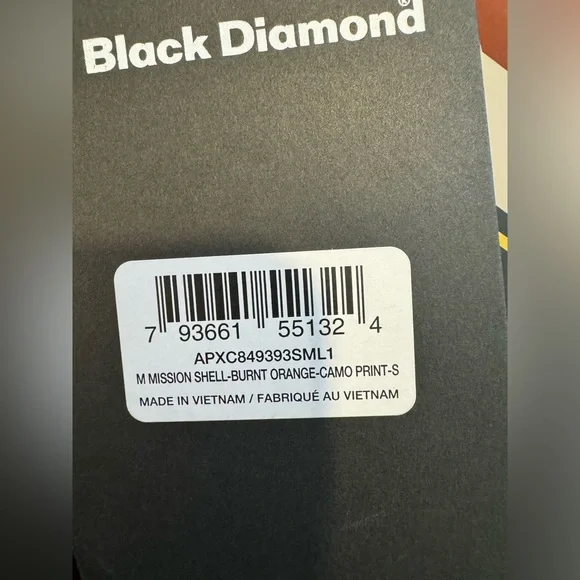 Black Diamond®
7 93661 55132 4
APXC849393SML1
M MISSION SHELL-BURNT ORANGE-CAMO PRINT-S
MADE IN VIETNAM / FABRIQUÉ AU VIETNAM